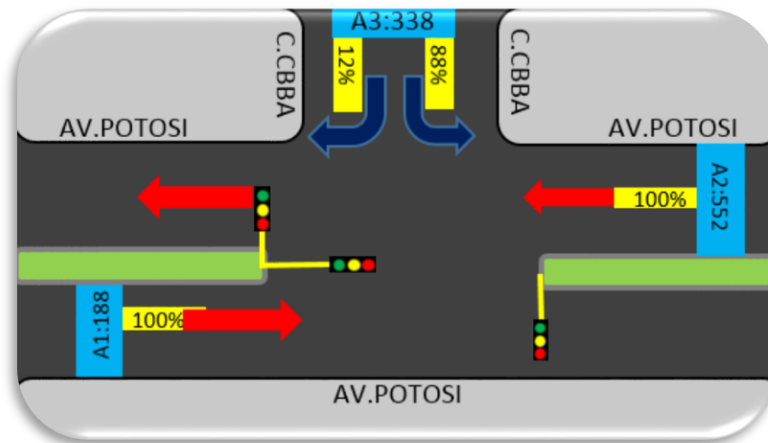 A3:338
12%
88%
C.CBBA
C.CBBA
AV.POTOSI
AV.POTOSI
100%
A2:552
A1:188
100%
AV.POTOSI